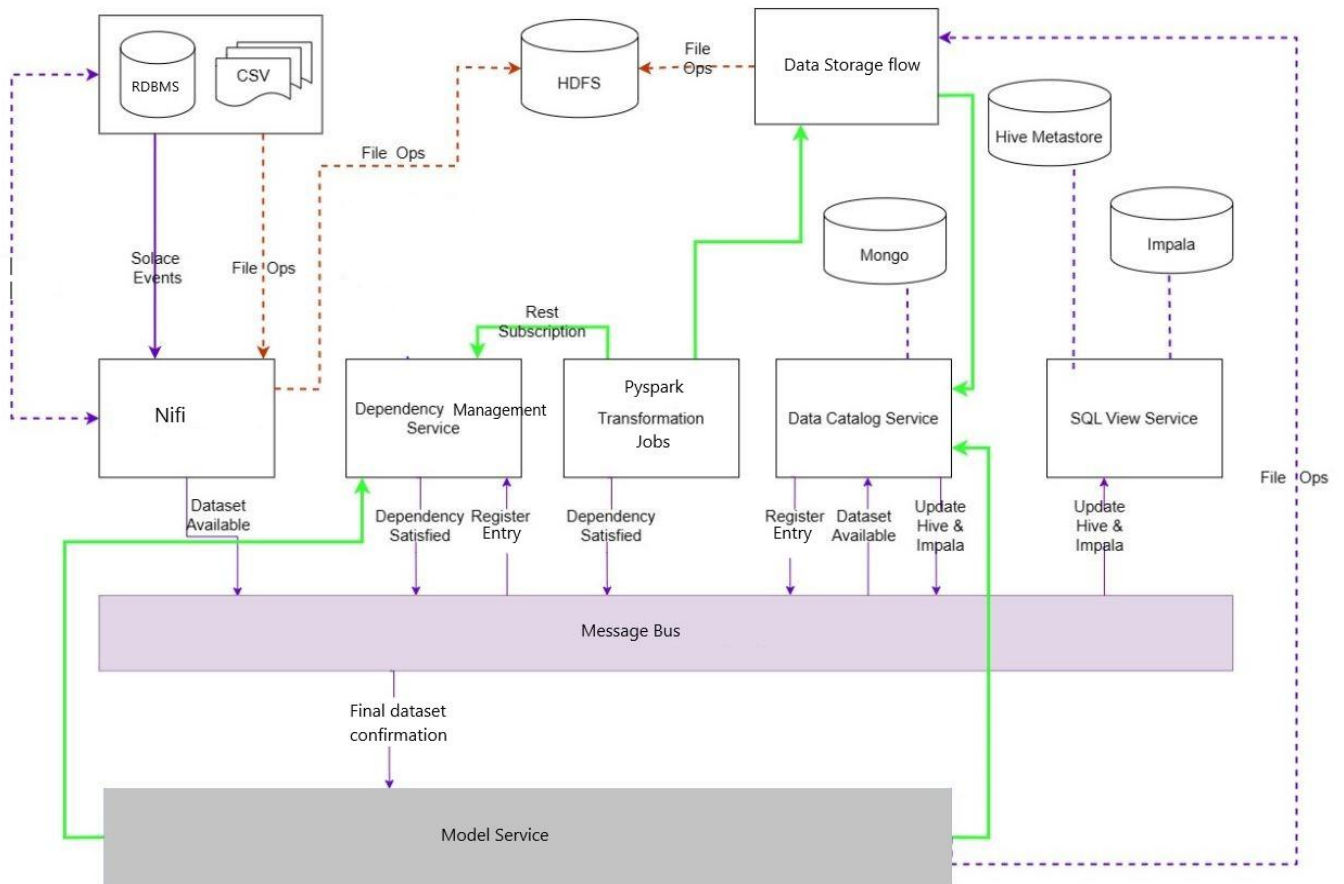 RDBMS
CSV
HDFS
File
Ops
Data Storage flow
Hive Metastore
File Ops
Mongo
Impala
Solace
Events
File Ops
Rest
Subscription
Nifi
Dependency Management
Service
Pyspark
Transformation
Jobs
Data Catalog Service
SQL View Service
File Ops
Dataset
Available
Dependency
Satisfied
Register
Entry
Dependency
Satisfied
Register
Entry
Dataset
Available
Update
Hive &
Impala
Update
Hive &
Impala
Message Bus
Final dataset
confirmation
Model Service